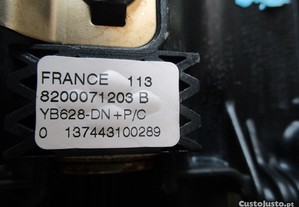 FRANCE 113
8200071203 B
YB628-DN+P/C
0 137443100289
CustoJusto.pt